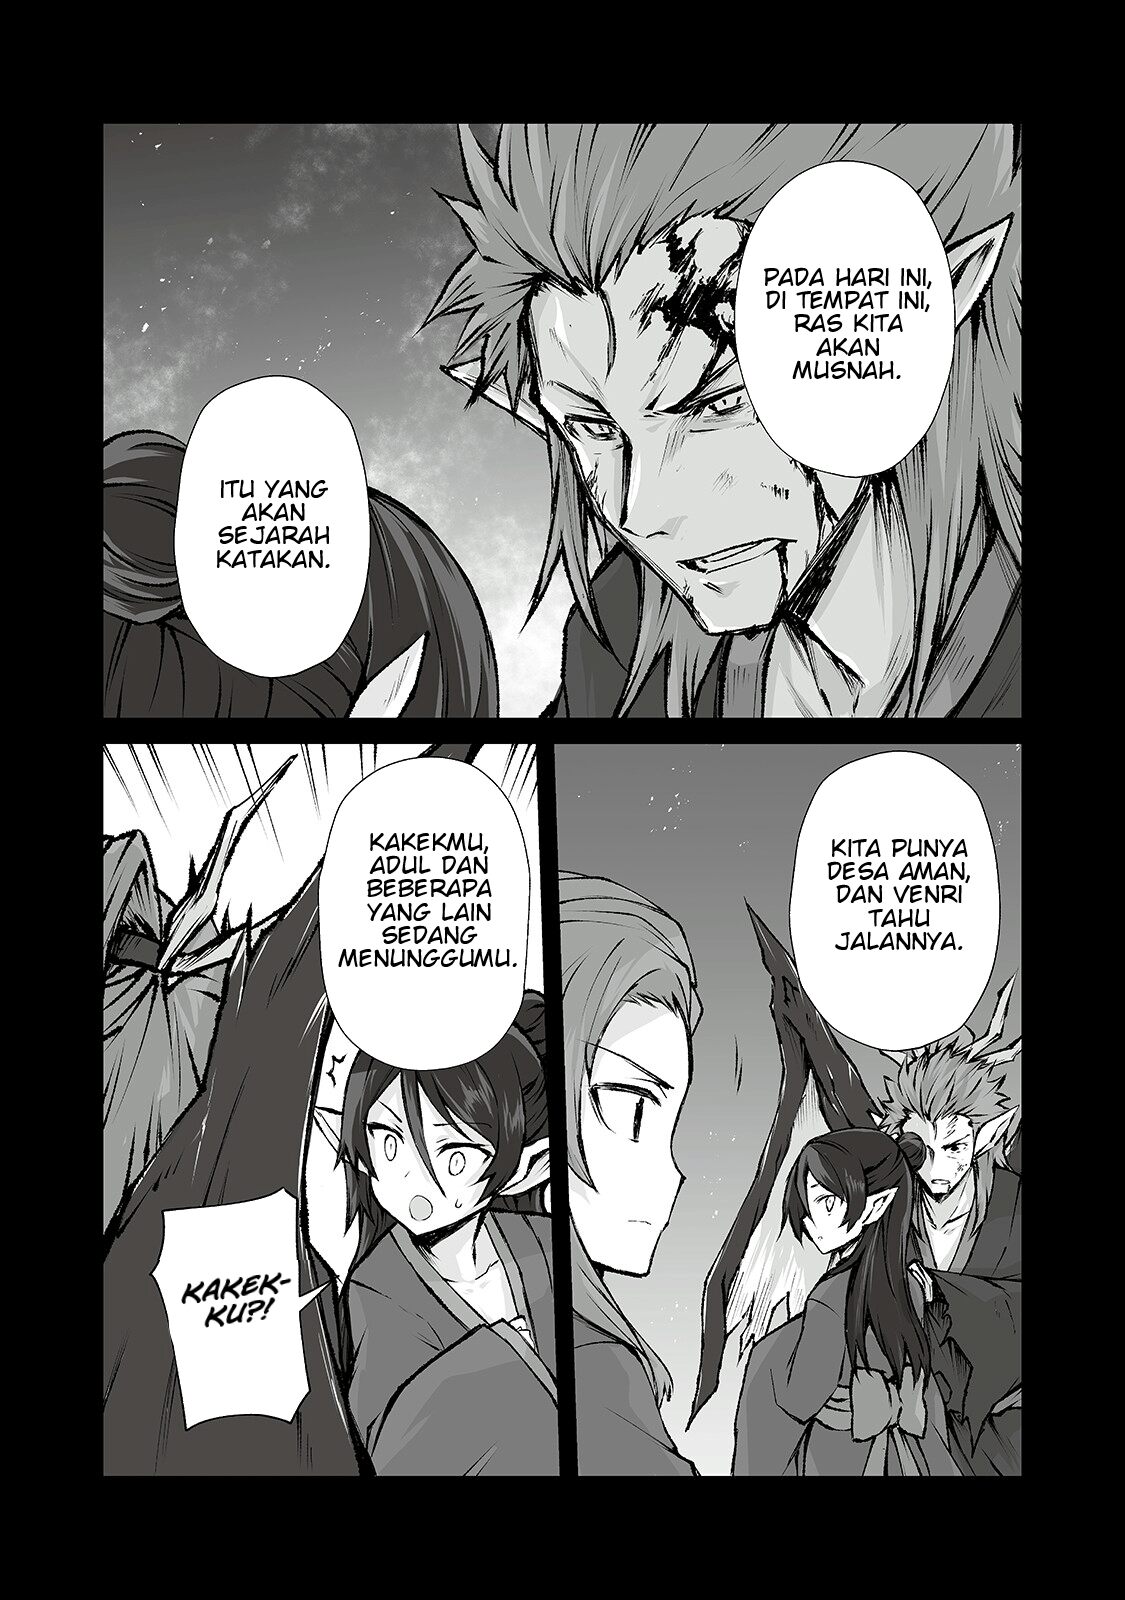 PADA HARI INI,
DI TEMPAT INI,
RAS KITA
AKAN
MUSNAH.
ITU YANG
AKAN
SEJARAH
KATAKAN.
KITA PUNYA
DESA AMAN,
DAN VENRI
TAHU
JALANNYA.
KAKEKMU,
ADUL DAN
BEBERAPA
YANG LAIN
SEDANG
MENUNGGUMU.
KAKEK-
KU?!